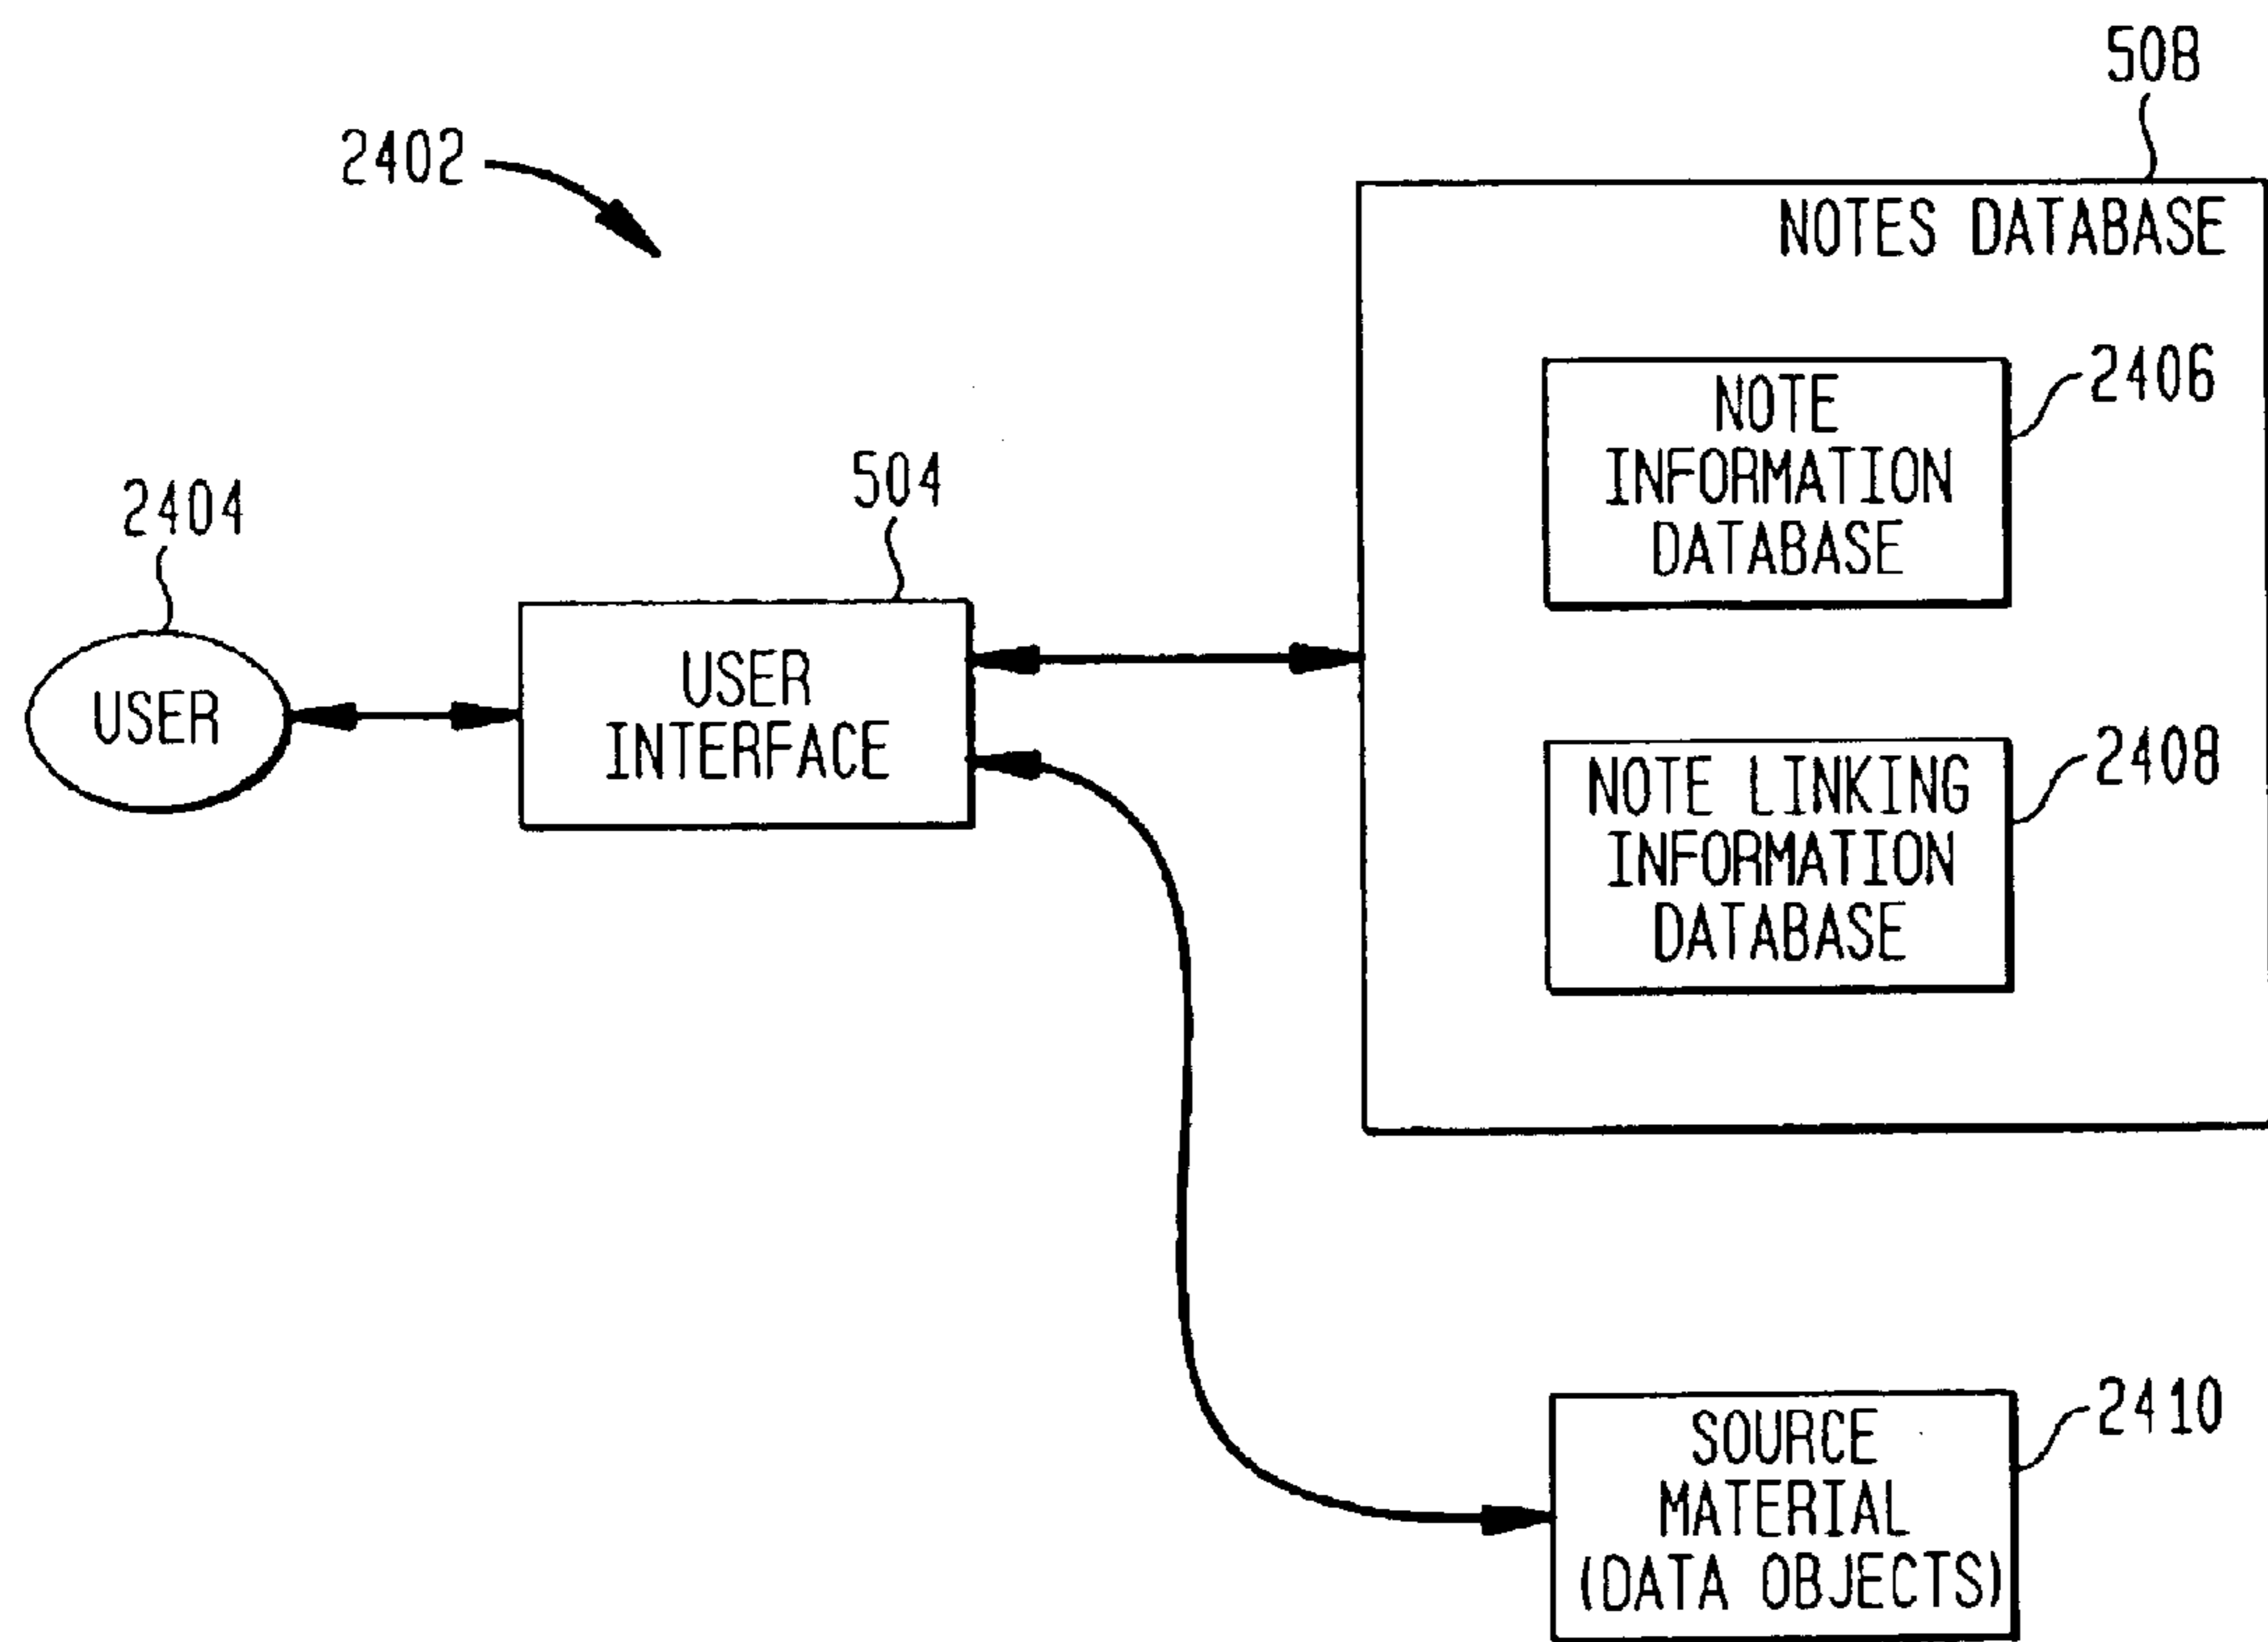 508
2402
NOTES DATABASE
2406
NOTE
INFORMATION
DATABASE
504
2404
USER
INTERFACE
USER
2408
NOTE LINKING
INFORMATION
DATABASE
2410
SOURCE
MATERIAL
(DATA OBJECTS)